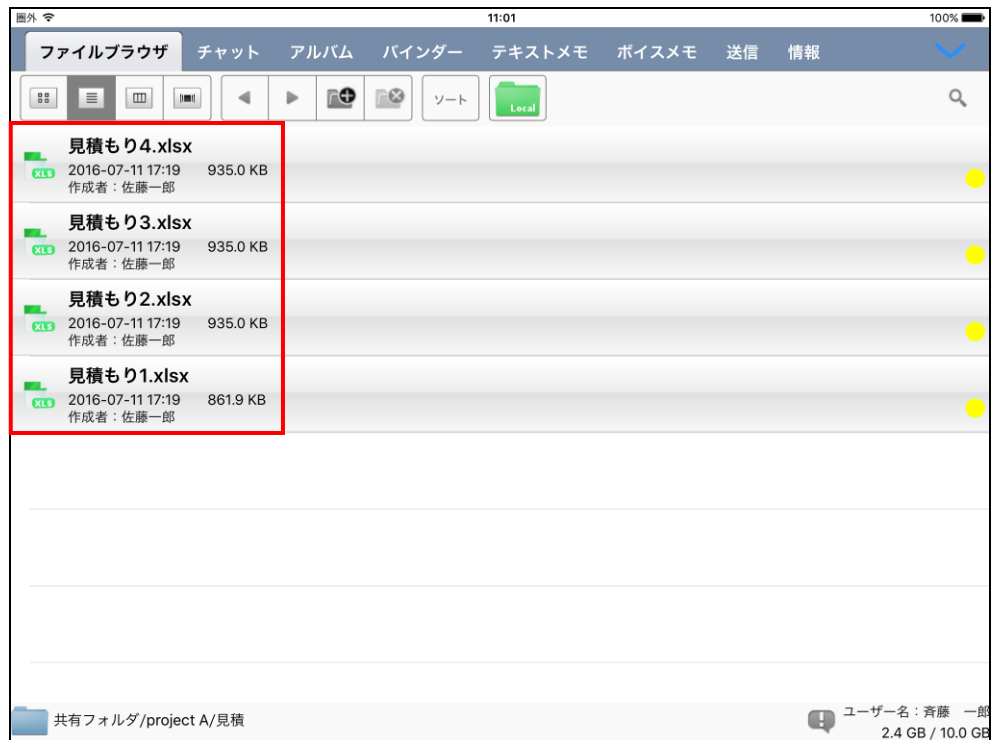 圏外 11:01 100%
ファイルブラウザ チャット アルバム バインダー テキストメモ ボイスメモ 送信 情報
ソート Local
見積もり4.xlsx
XLS 2016-07-11 17:19 935.0 KB
作成者：佐藤一郎
見積もり3.xlsx
XLS 2016-07-11 17:19 935.0 KB
作成者：佐藤一郎
見積もり2.xlsx
XLS 2016-07-11 17:19 935.0 KB
作成者：佐藤一郎
見積もり1.xlsx
XLS 2016-07-11 17:19 861.9 KB
作成者：佐藤一郎
共有フォルダ/project A/見積
ユーザー名：斉藤　一郎
2.4 GB / 10.0 GB